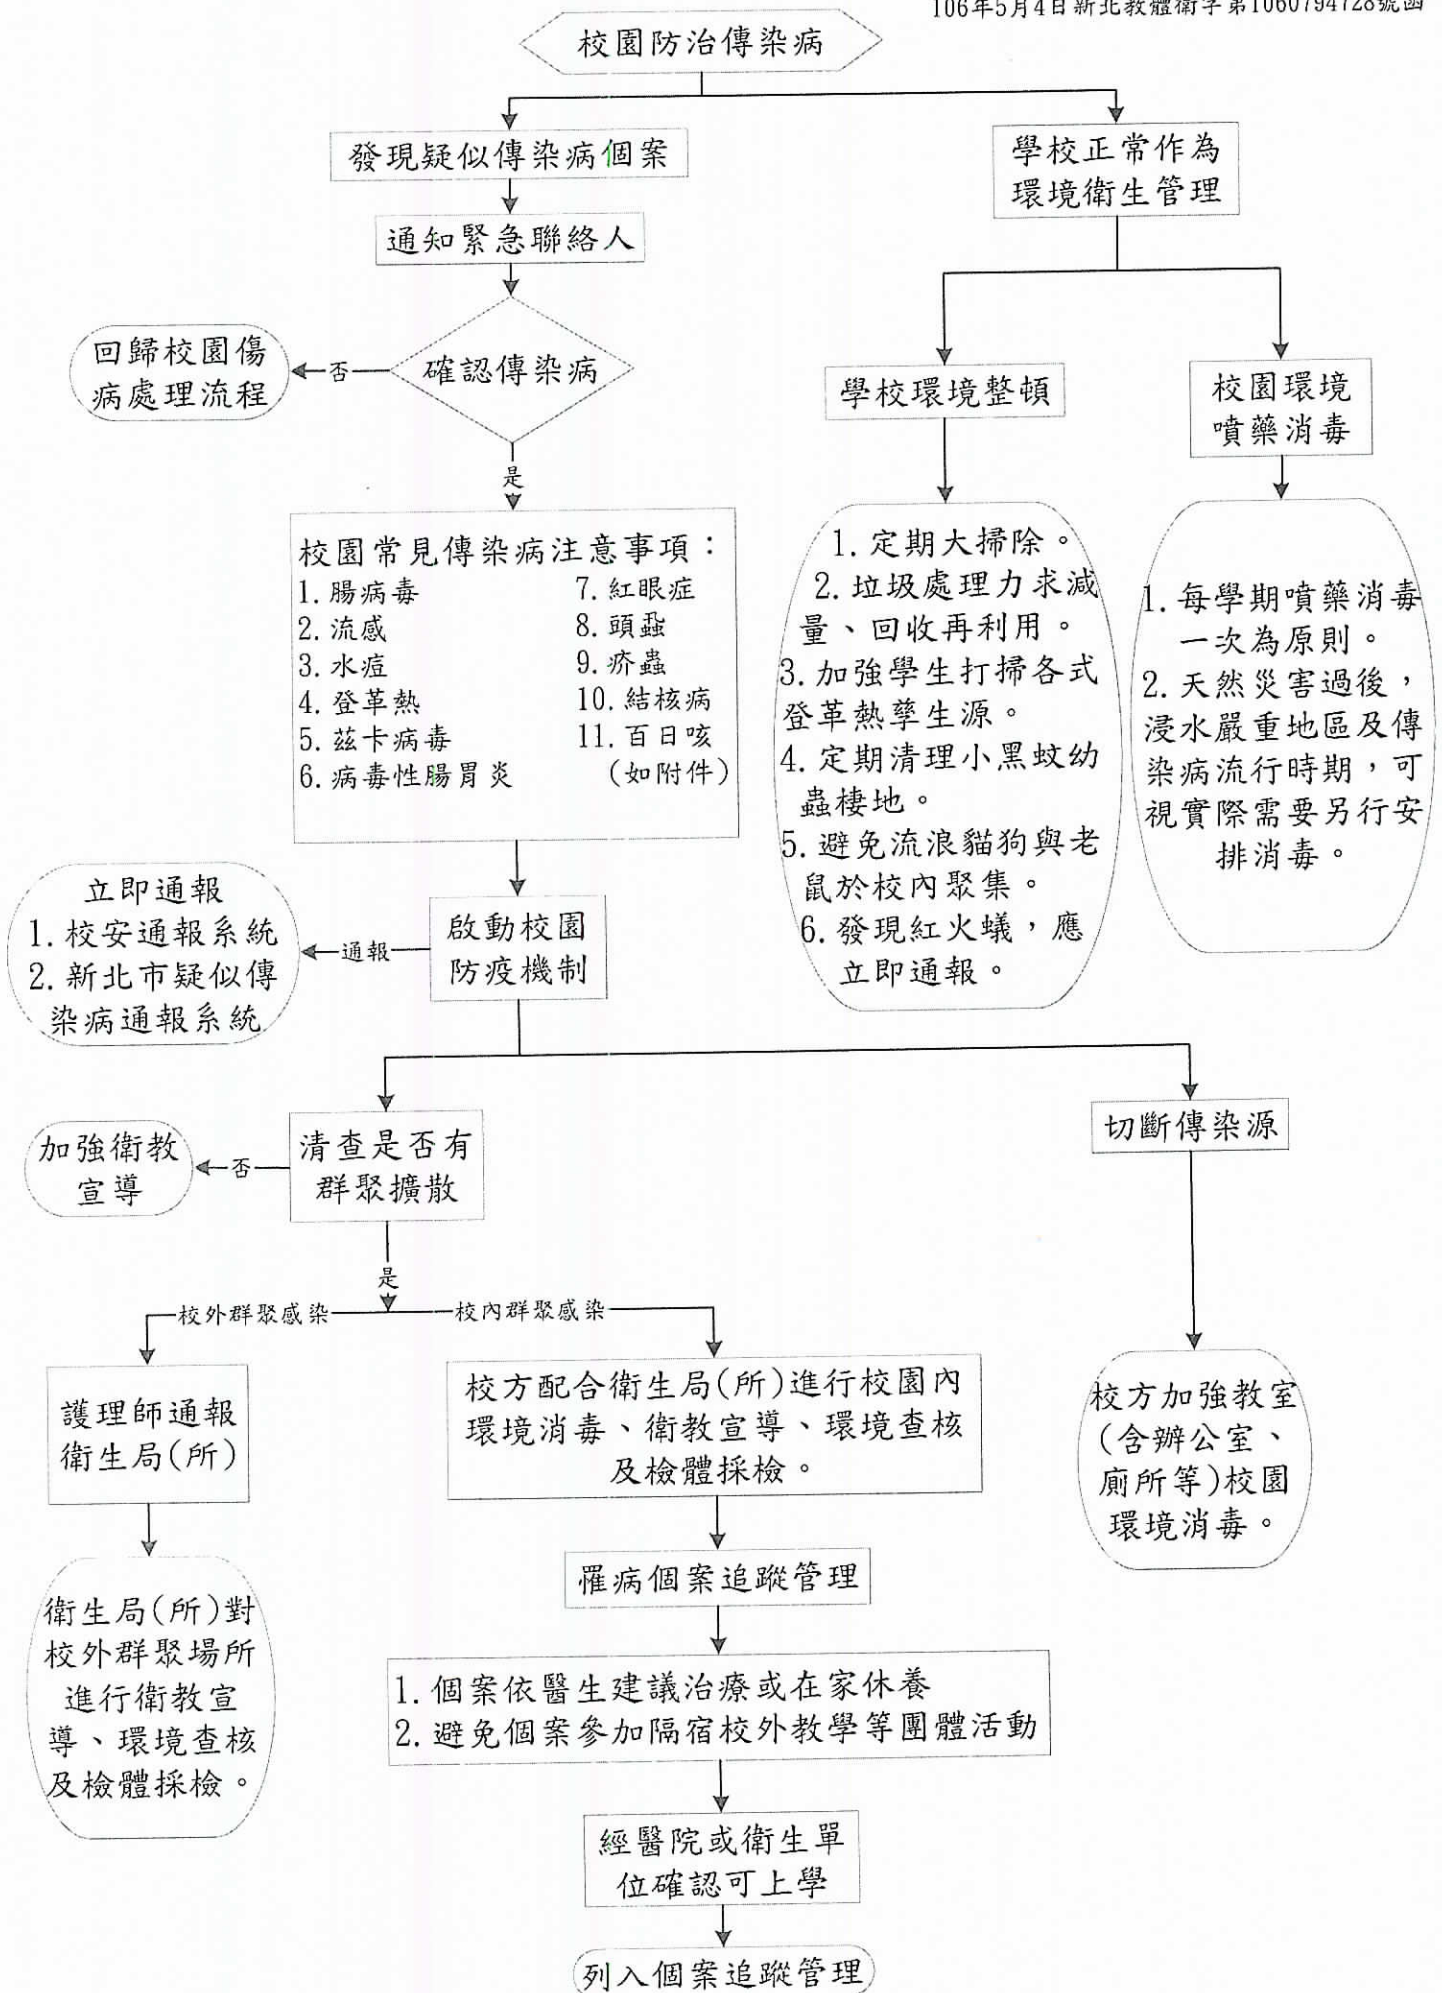 106年5月4日新北教體衛字第1060794728號函
校園防治傳染病
發現疑似傳染病個案
通知緊急聯絡人
確認傳染病
否
回歸校園傷
病處理流程
是
校園常見傳染病注意事項：
1.腸病毒
2.流感
3.水痘
4.登革熱
5.茲卡病毒
6.病毒性腸胃炎
7.紅眼症
8.頭蝨
9.疥蟲
10.結核病
11.百日咳
(如附件)
啟動校園
防疫機制
通報
立即通報
1.校安通報系統
2.新北市疑似傳
染病通報系統
清查是否有
群聚擴散
否
加強衛教
宣導
是
校外群聚感染
校內群聚感染
護理師通報
衛生局(所)
衛生局(所)對
校外群聚場所
進行衛教宣
導、環境查核
及檢體採檢。
校方配合衛生局(所)進行校園內
環境消毒、衛教宣導、環境查核
及檢體採檢。
罹病個案追蹤管理
1.個案依醫生建議治療或在家休養
2.避免個案參加隔宿校外教學等團體活動
經醫院或衛生單
位確認可上學
列入個案追蹤管理
切斷傳染源
校方加強教室
(含辦公室、
廁所等)校園
環境消毒。
學校正常作為
環境衛生管理
學校環境整頓
1.定期大掃除。
2.垃圾處理力求減
量、回收再利用。
3.加強學生打掃各式
登革熱孳生源。
4.定期清理小黑蚊幼
蟲棲地。
5.避免流浪貓狗與老
鼠於校內聚集。
6.發現紅火蟻，應
立即通報。
校園環境
噴藥消毒
1.每學期噴藥消毒
一次為原則。
2.天然災害過後，
浸水嚴重地區及傳
染病流行時期，可
視實際需要另行安
排消毒。